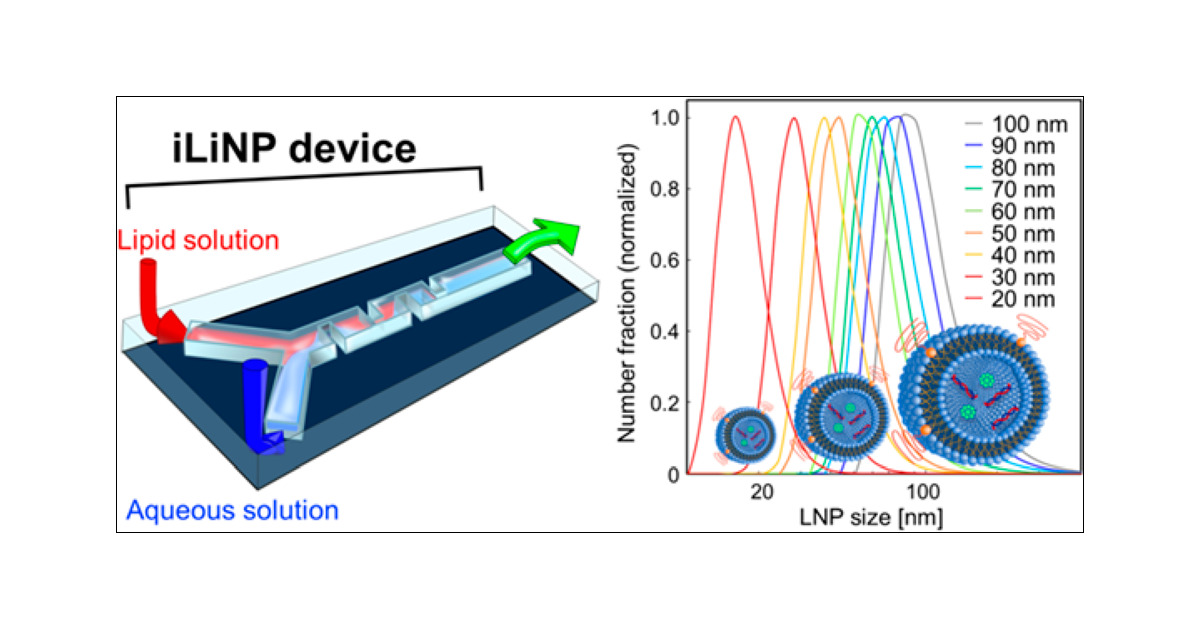 iLiNP device
Lipid solution
Aqueous solution
Number fraction (normalized)
1.0
0.8
0.6
0.4
0.2
0
100 nm
90 nm
80 nm
70 nm
60 nm
50 nm
40 nm
30 nm
20 nm
20 100
LNP size [nm]